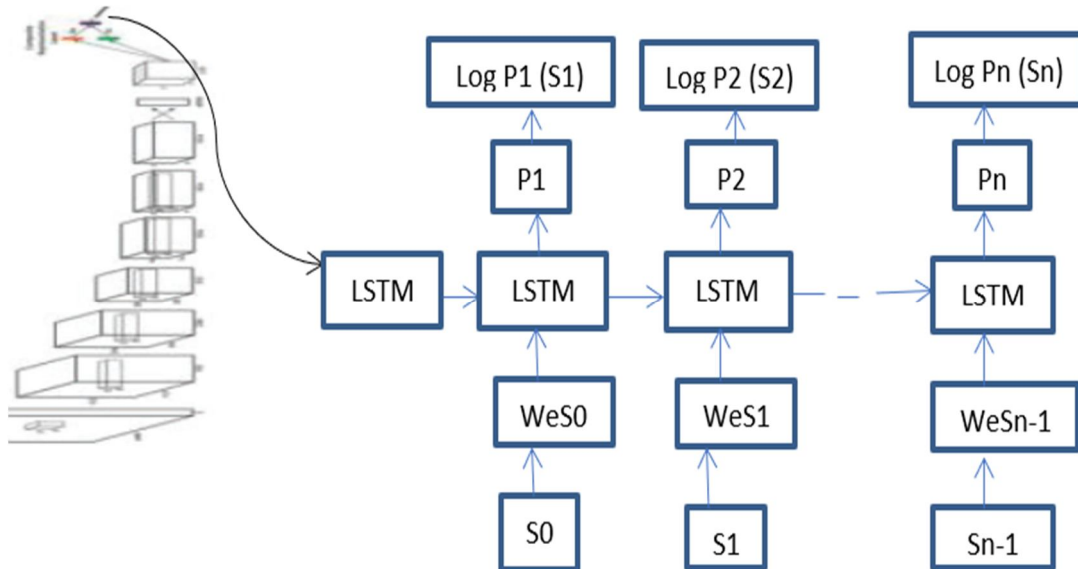 Log P1 (S1)
Log P2 (S2)
Log Pn (Sn)
P1
P2
Pn
LSTM
LSTM
LSTM
LSTM
WeS0
WeS1
WeSn-1
S0
S1
Sn-1